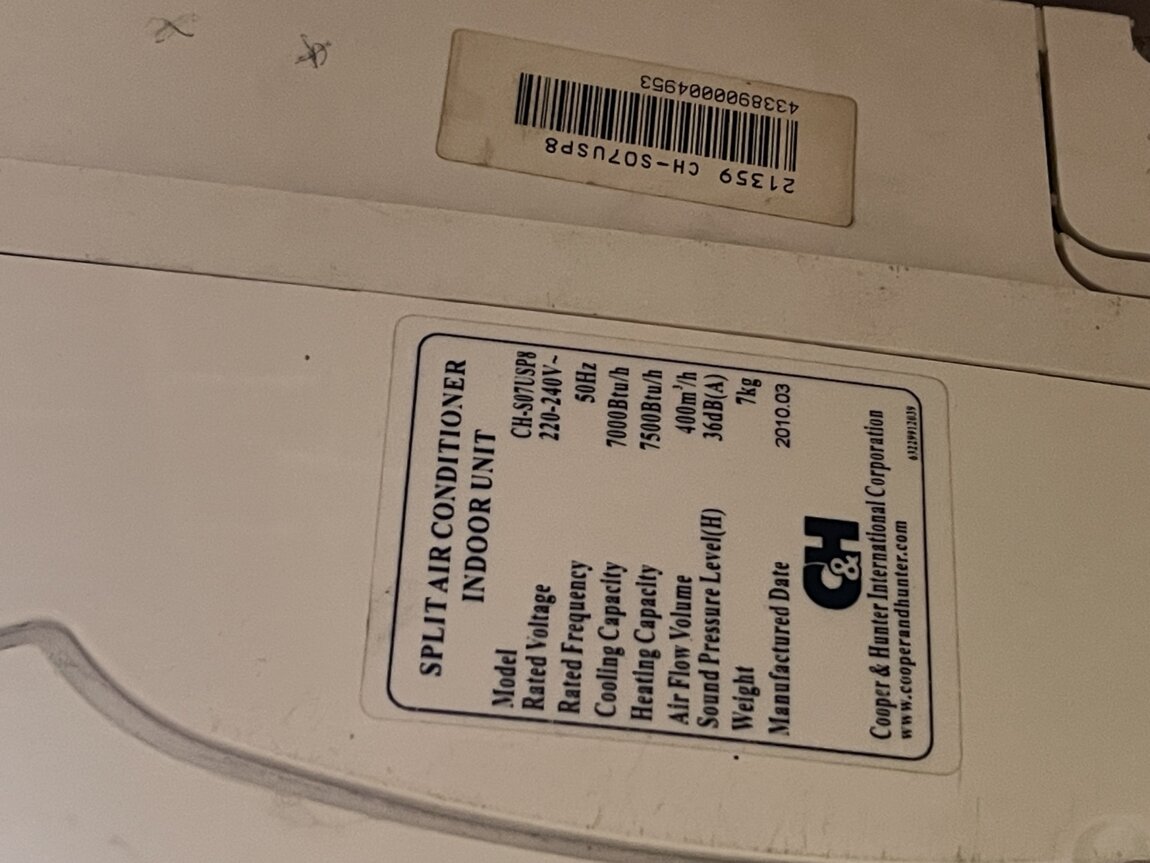 4338900004953
21359 CH-S07USP8
SPLIT AIR CONDITIONER
INDOOR UNIT
Model CH-S07USP8
Rated Voltage 220-240V~
Rated Frequency 50Hz
Cooling Capacity 7000Btu/h
Heating Capacity 7500Btu/h
Air Flow Volume 400m³/h
Sound Pressure Level(H) 36dB(A)
Weight 7kg
Manufactured Date 2010.03
C&H
Cooper & Hunter International Corporation
www.cooperandhunter.com